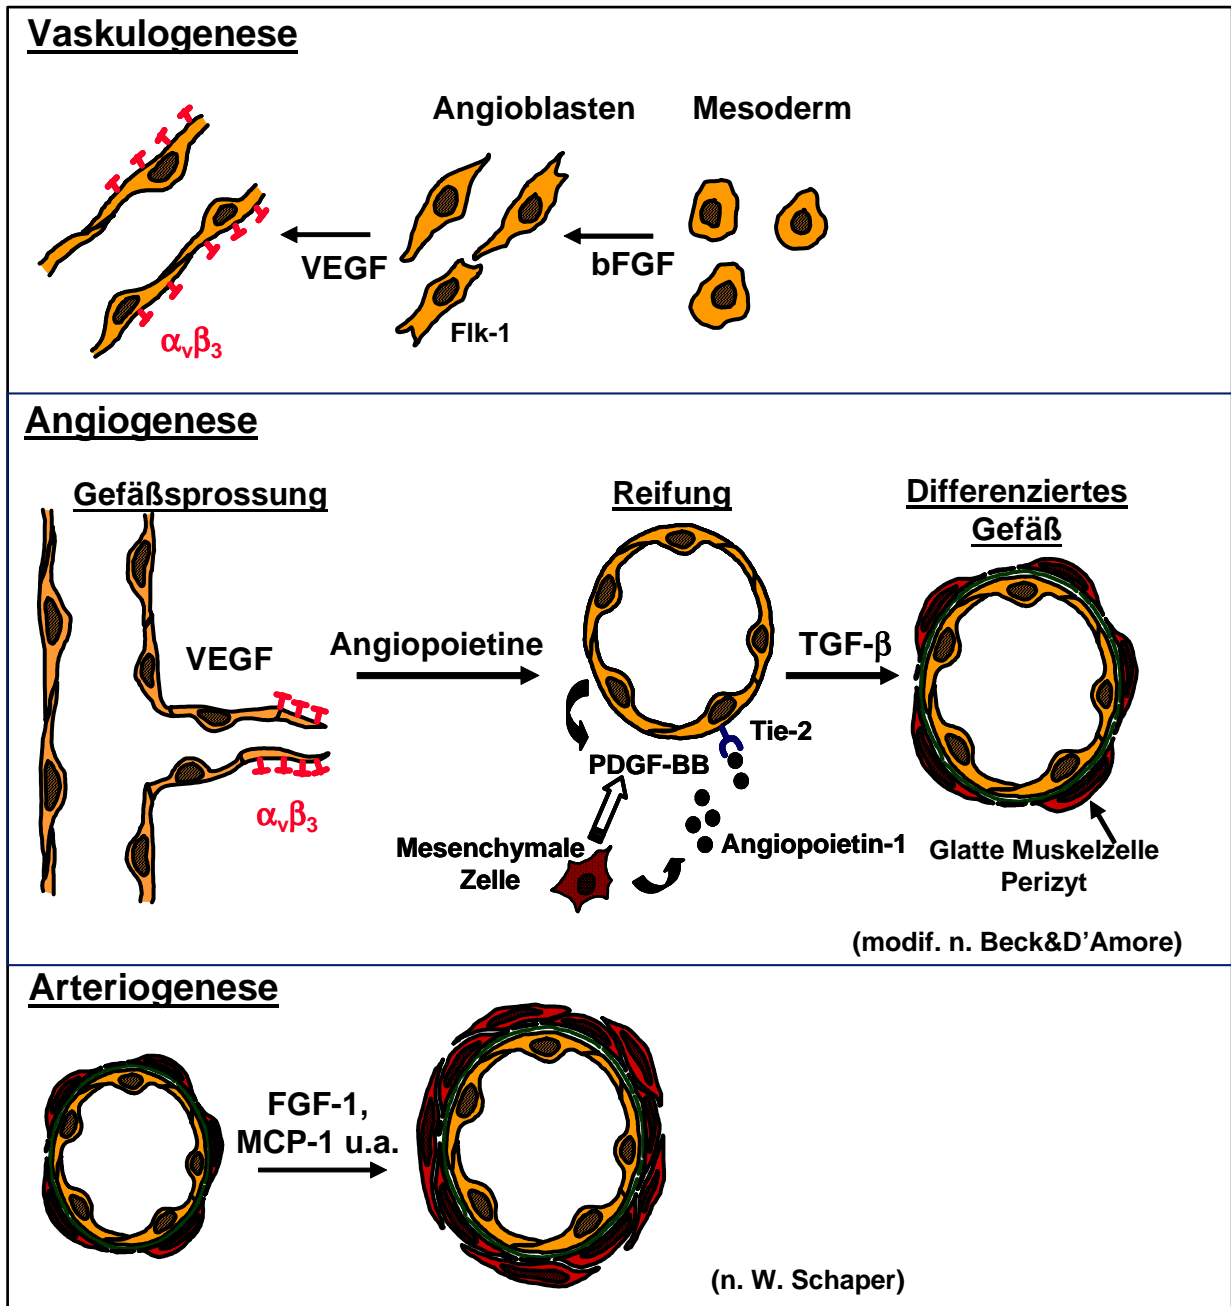 Vaskulogenese
Angioblasten Mesoderm
VEGF
bFGF
Flk-1
αvβ3
Angiogenese
Gefäßsprossung
Reifung
Differenziertes
Gefäß
VEGF
Angiopoietine
TGF-β
Tie-2
PDGF-BB
αvβ3
Mesenchymale
Zelle
Angiopoietin-1
Glatte Muskelzelle
Perizyt
(modif. n. Beck&D’Amore)
Arteriogenese
FGF-1,
MCP-1 u.a.
(n. W. Schaper)